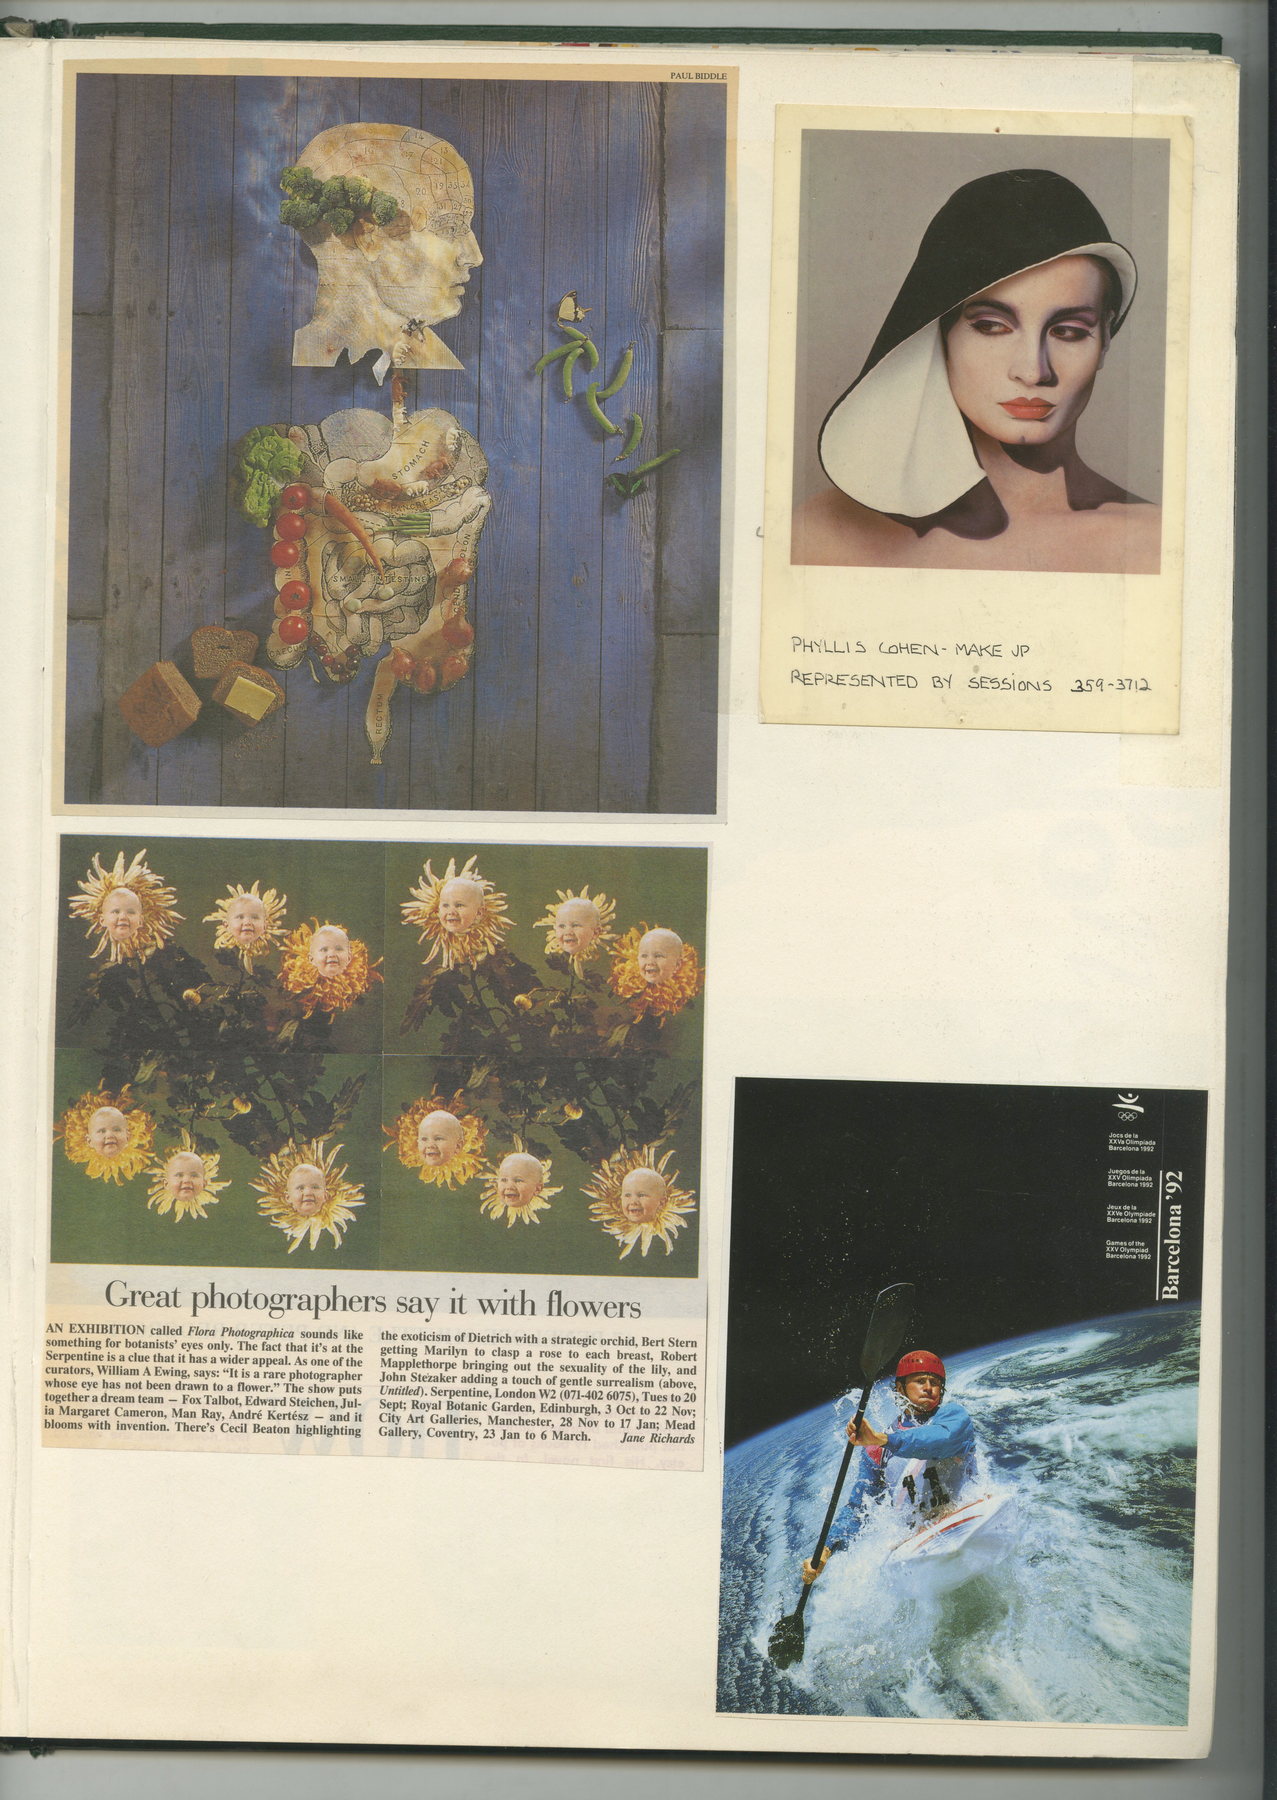 PAUL BIDDLE
STOMACH
PANCREAS
SMALL INTESTINE
COLON
CAECUM
RECTUM
PHYLLIS COHEN - MAKE UP
REPRESENTED BY SESSIONS 359-3712
Great photographers say it with flowers
AN EXHIBITION called Flora Photographica sounds like
something for botanists' eyes only. The fact that it's at the
Serpentine is a clue that it has a wider appeal. As one of the
curators, William A Ewing, says: “It is a rare photographer
whose eye has not been drawn to a flower.” The show puts
together a dream team — Fox Talbot, Edward Steichen, Jul-
ia Margaret Cameron, Man Ray, André Kertész — and it
blooms with invention. There's Cecil Beaton highlighting
the exoticism of Dietrich with a strategic orchid, Bert Stern
getting Marilyn to clasp a rose to each breast, Robert
Mapplethorpe bringing out the sexuality of the lily, and
John Stezaker adding a touch of gentle surrealism (above,
Untitled). Serpentine, London W2 (071-402 6075), Tues to 20
Sept; Royal Botanic Garden, Edinburgh, 3 Oct to 22 Nov;
City Art Galleries, Manchester, 28 Nov to 17 Jan; Mead
Gallery, Coventry, 23 Jan to 6 March. Jane Richards
Jocs de la
XXVa Olimpíada
Barcelona 1992
Juegos de la
XXV Olimpiada
Barcelona 1992
Jeux de la
XXVe Olympiade
Barcelona 1992
Games of the
XXV Olympiad
Barcelona 1992
Barcelona '92
11